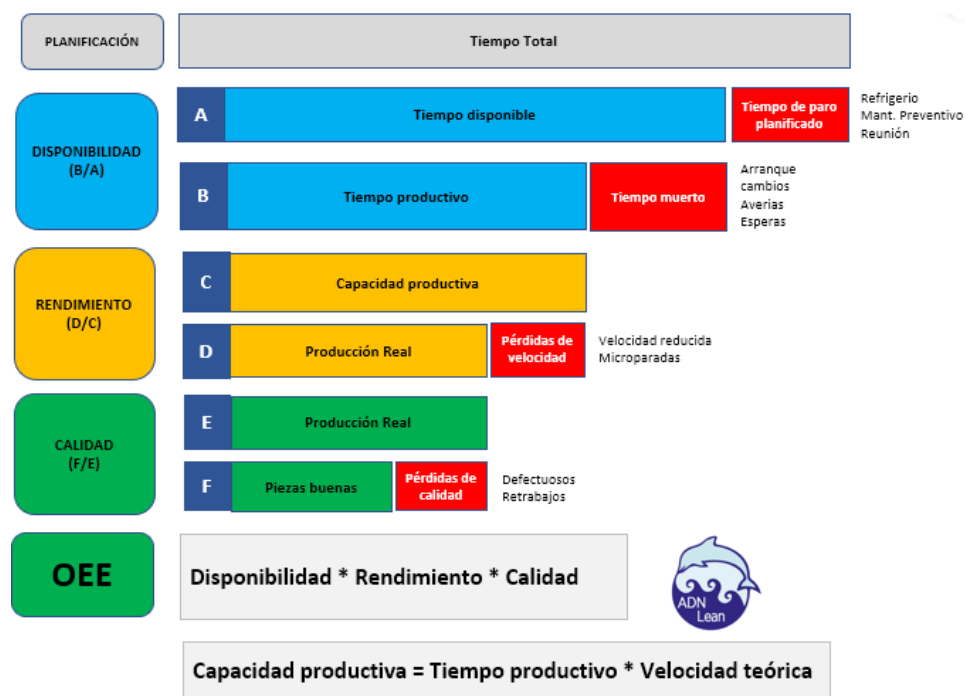 PLANIFICACIÓN
Tiempo Total
DISPONIBILIDAD
(B/A)
A
Tiempo disponible
Tiempo de paro
planificado
Refrigerio
Mant. Preventivo
Reunión
B
Tiempo productivo
Tiempo muerto
Arranque
cambios
Averias
Esperas
RENDIMIENTO
(D/C)
C
Capacidad productiva
D
Producción Real
Pérdidas de
velocidad
Velocidad reducida
Microparadas
CALIDAD
(F/E)
E
Producción Real
F
Piezas buenas
Pérdidas de
calidad
Defectuosos
Retrabajos
OEE
Disponibilidad * Rendimiento * Calidad
ADN
Lean
Capacidad productiva = Tiempo productivo * Velocidad teórica